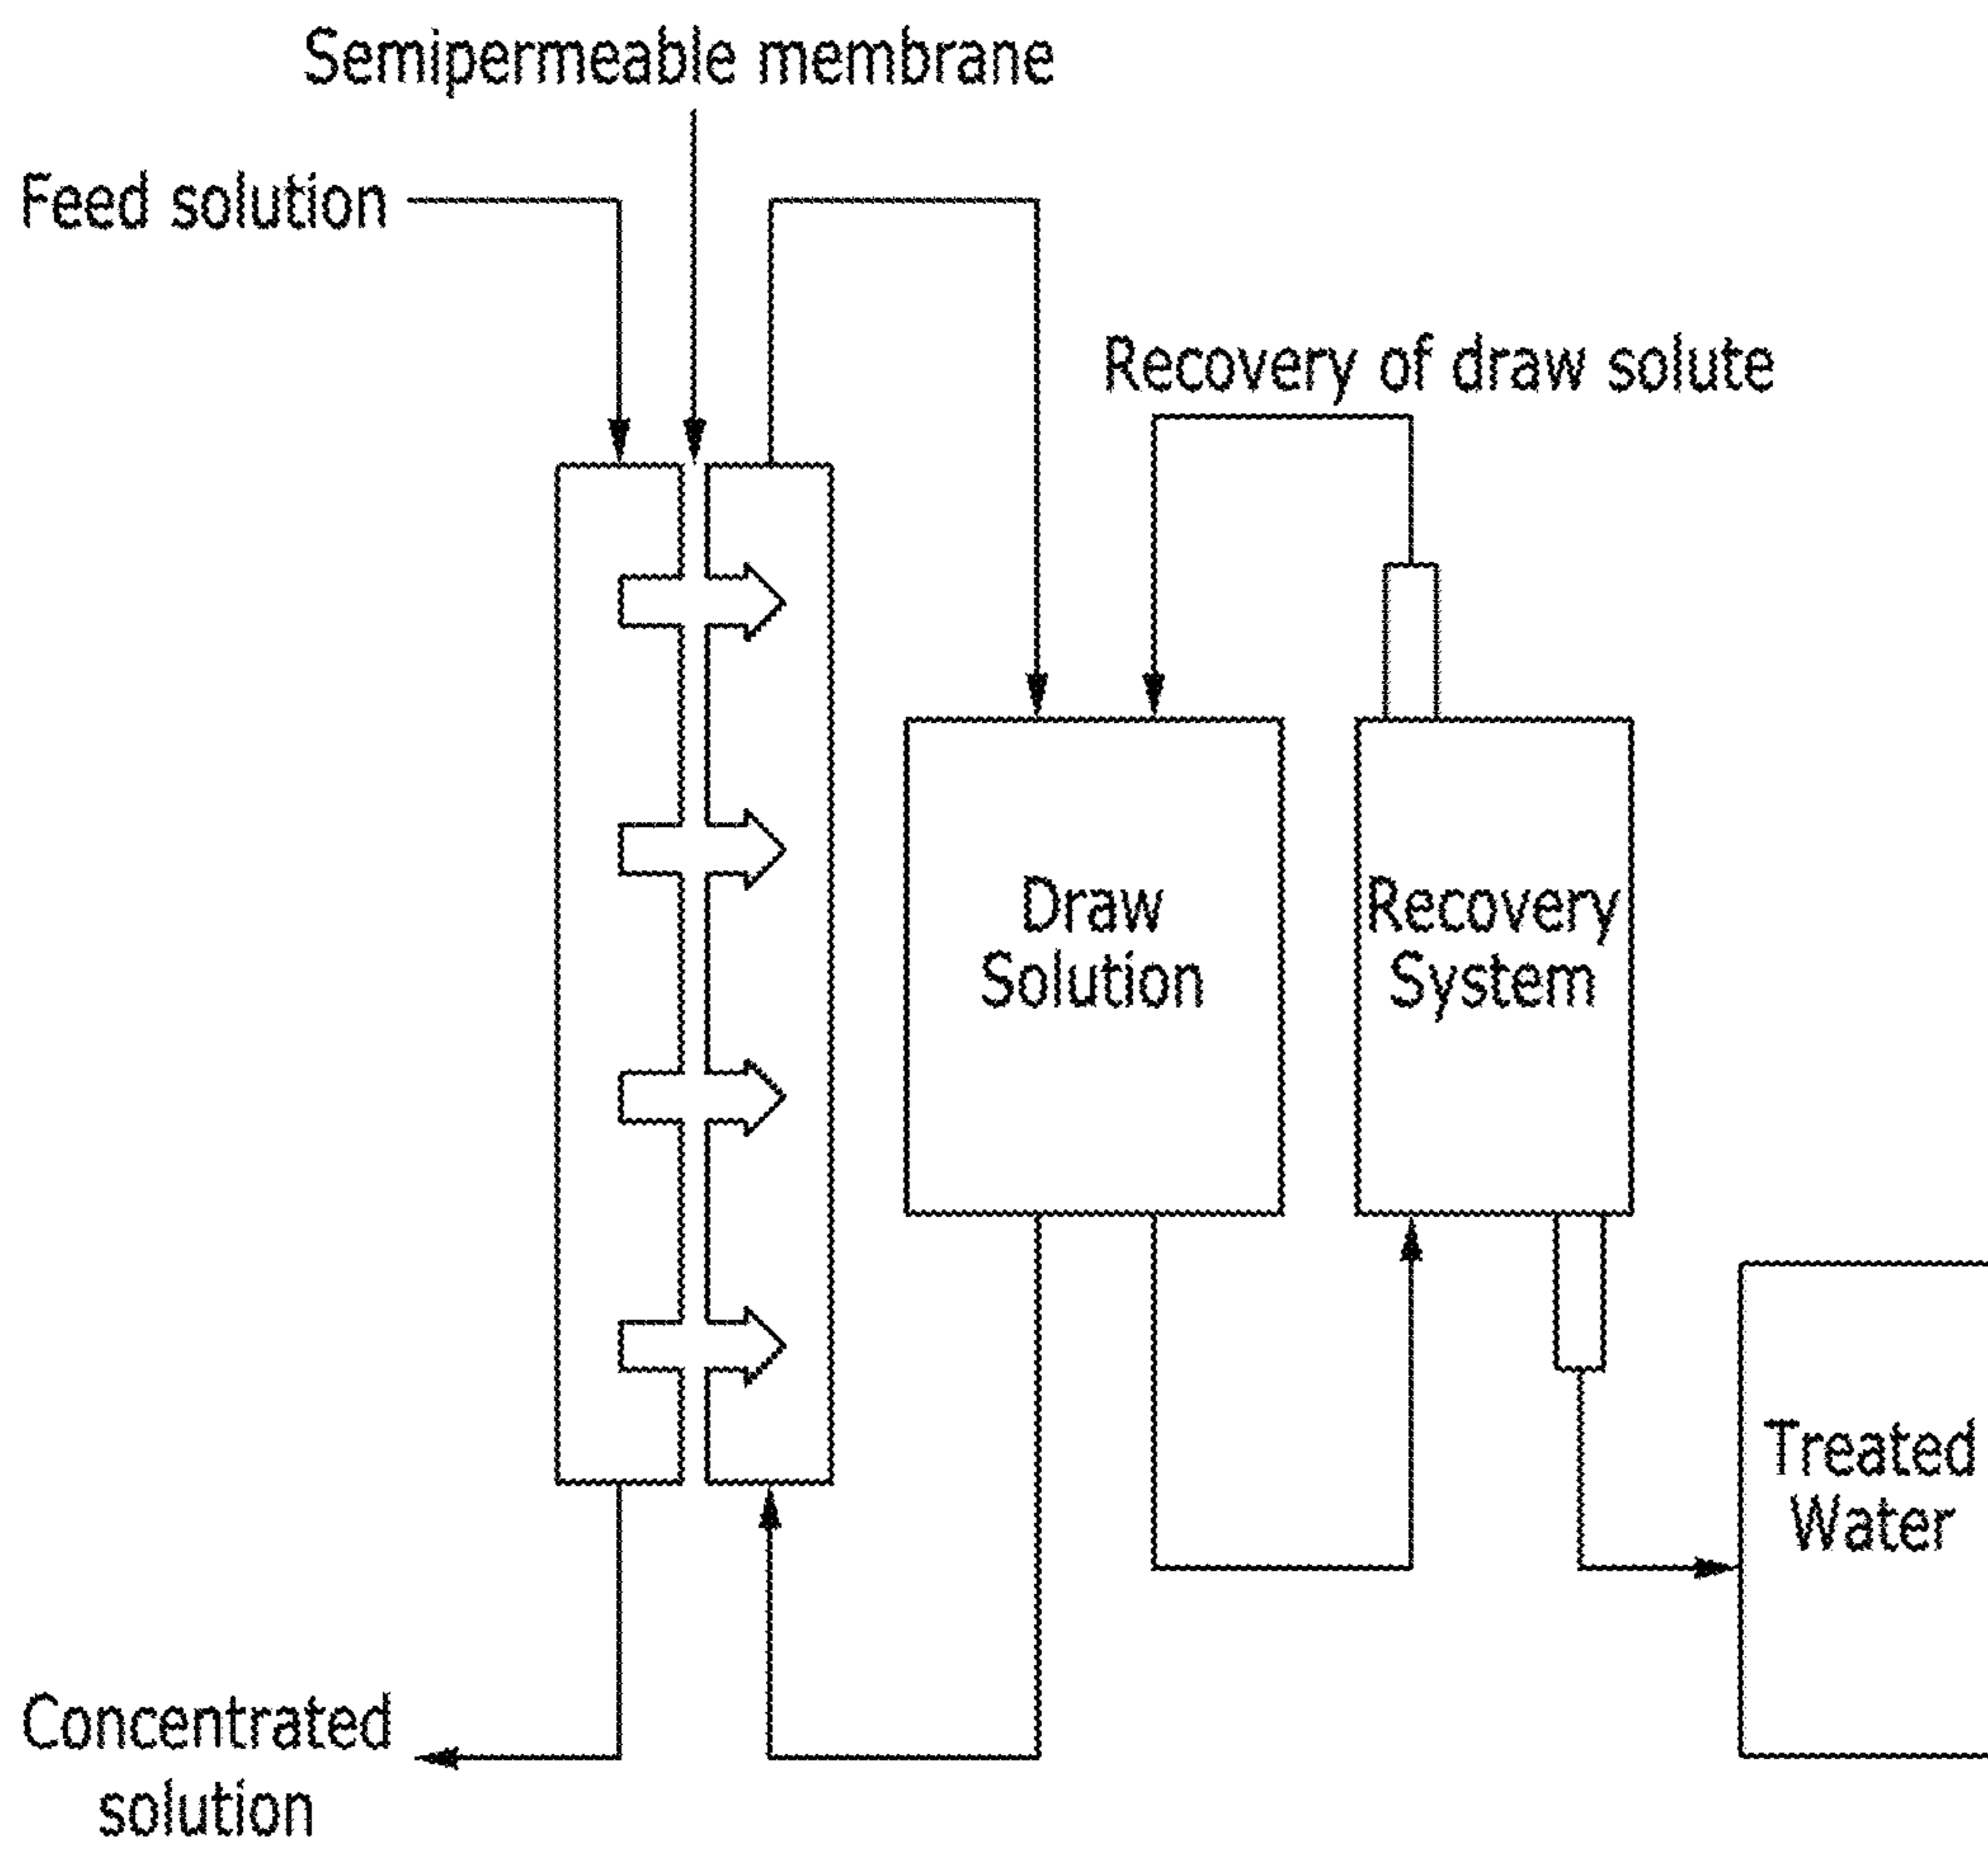 Semipermeable membrane
Feed solution
Recovery of draw solute
Draw
Solution
Recovery
System
Treated
Water
Concentrated
solution